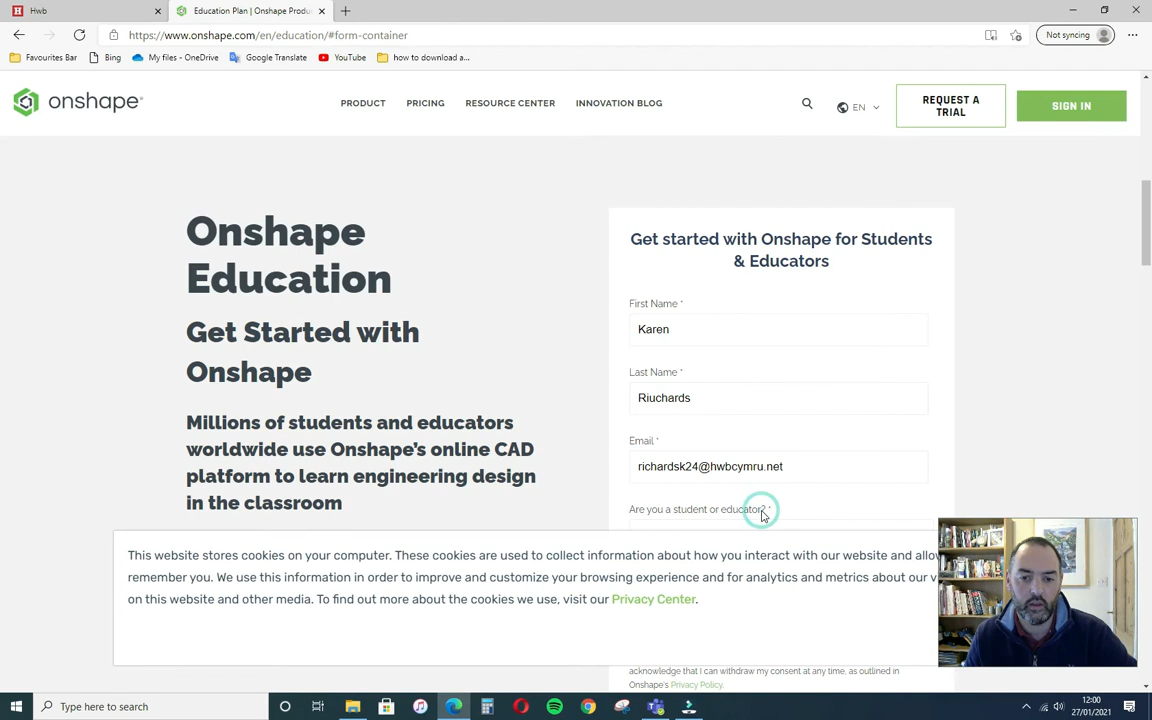 Hwb
Education Plan | Onshape Produ
https://www.onshape.com/en/education/#form-container
Not syncing
Favourites Bar
Bing
My files - OneDrive
Google Translate
YouTube
how to download a...
onshape
PRODUCT
PRICING
RESOURCE CENTER
INNOVATION BLOG
EN
REQUEST A
TRIAL
SIGN IN
Onshape
Education
Get Started with
Onshape
Millions of students and educators
worldwide use Onshape's online CAD
platform to learn engineering design
in the classroom
Get started with Onshape for Students
& Educators
First Name *
Karen
Last Name *
Riuchards
Email *
richardsk24@hwbcymru.net
Are you a student or educator? *
This website stores cookies on your computer. These cookies are used to collect information about how you interact with our website and allow
remember you. We use this information in order to improve and customize your browsing experience and for analytics and metrics about our v
on this website and other media. To find out more about the cookies we use, visit our Privacy Center.
acknowledge that I can withdraw my consent at any time, as outlined in
Onshape's Privacy Policy.
Type here to search
12:00
27/01/2021